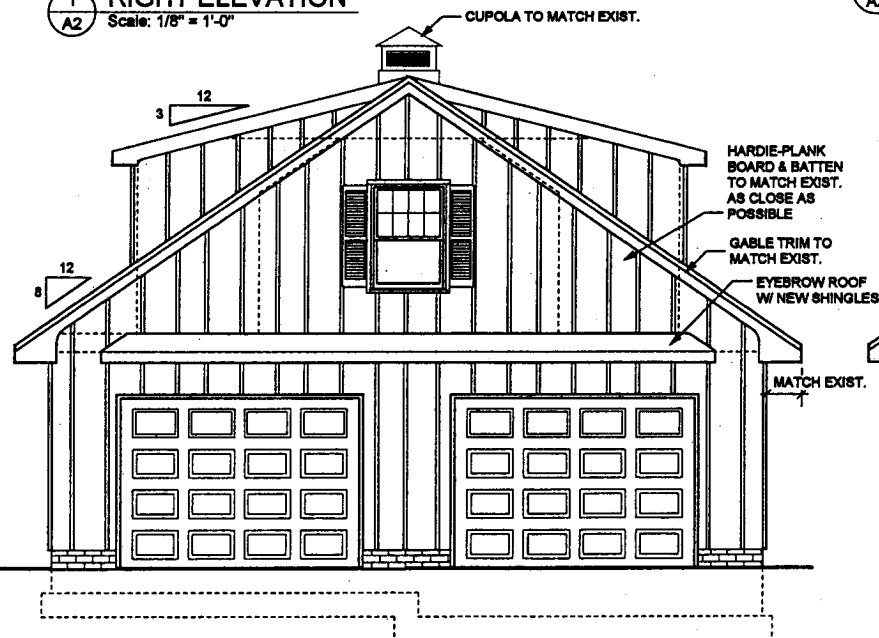 RIGHT ELEVATION
A2
Scale: 1/8" = 1'-0"
CUPOLA TO MATCH EXIST.
12
3
HARDIE-PLANK
BOARD & BATTEN
TO MATCH EXIST.
AS CLOSE AS
POSSIBLE
GABLE TRIM TO
MATCH EXIST.
12
8
EYEBROW ROOF
W/ NEW SHINGLES
MATCH EXIST.